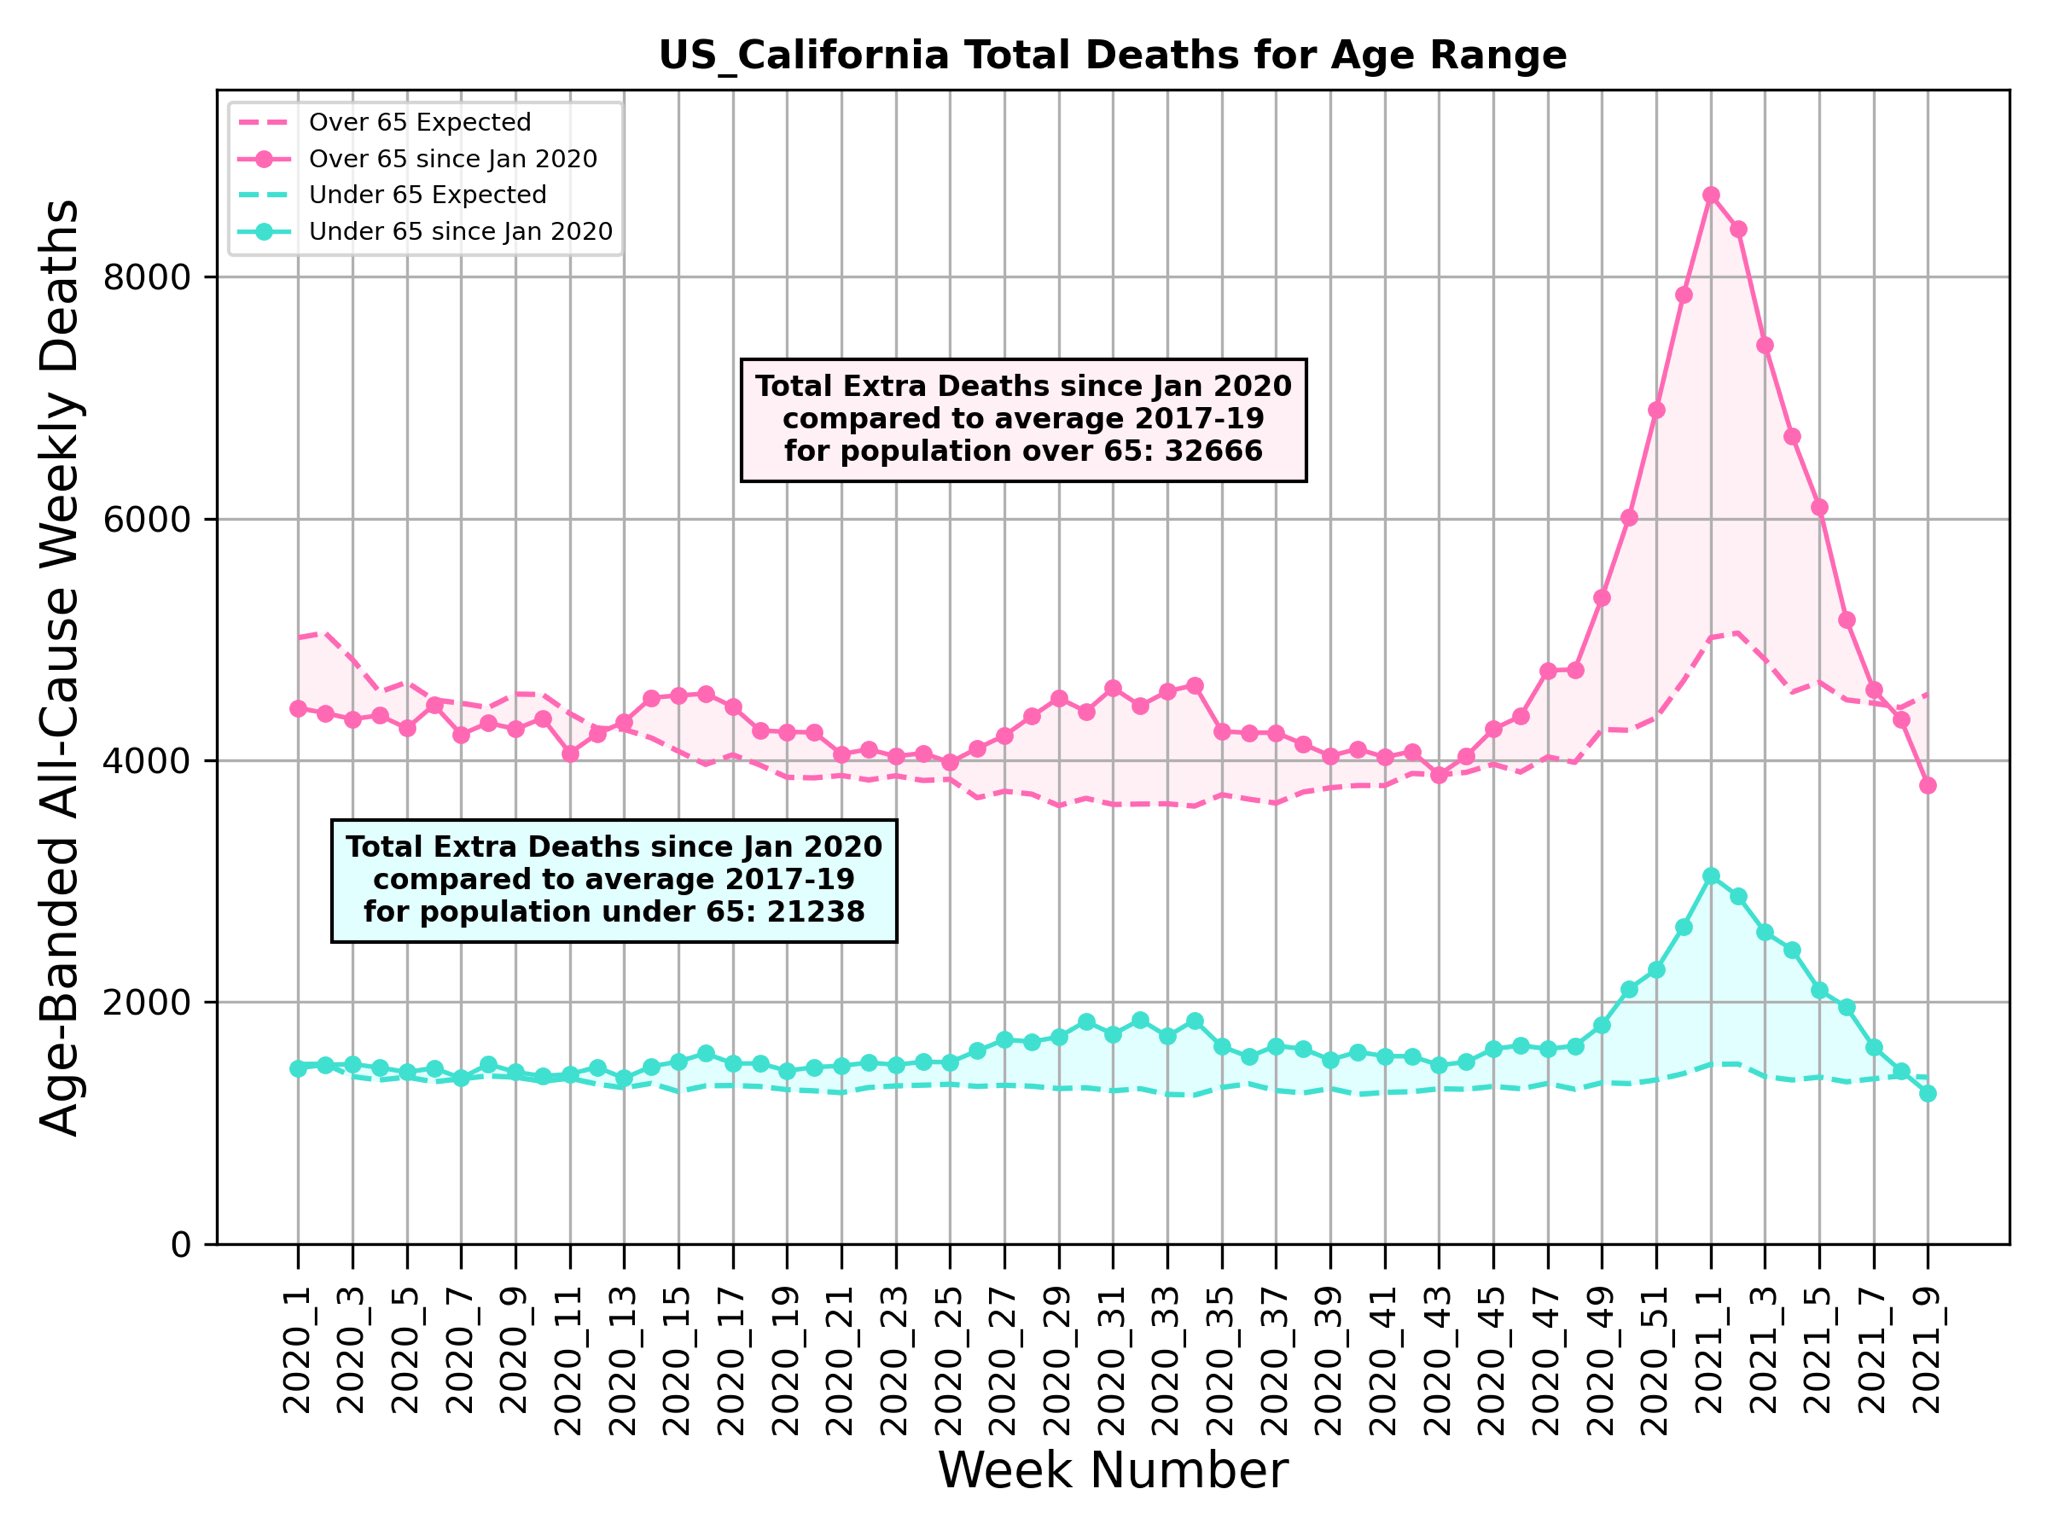 US_California Total Deaths for Age Range
Over 65 Expected
Over 65 since Jan 2020
Under 65 Expected
Under 65 since Jan 2020
Age-Banded All-Cause Weekly Deaths
8000
6000
4000
2000
0
Total Extra Deaths since Jan 2020
compared to average 2017-19
for population over 65: 32666
Total Extra Deaths since Jan 2020
compared to average 2017-19
for population under 65: 21238
2020_1
2020_3
2020_5
2020_7
2020_9
2020_11
2020_13
2020_15
2020_17
2020_19
2020_21
2020_23
2020_25
2020_27
2020_29
2020_31
2020_33
2020_35
2020_37
2020_39
2020_41
2020_43
2020_45
2020_47
2020_49
2020_51
2021_1
2021_3
2021_5
2021_7
2021_9
Week Number